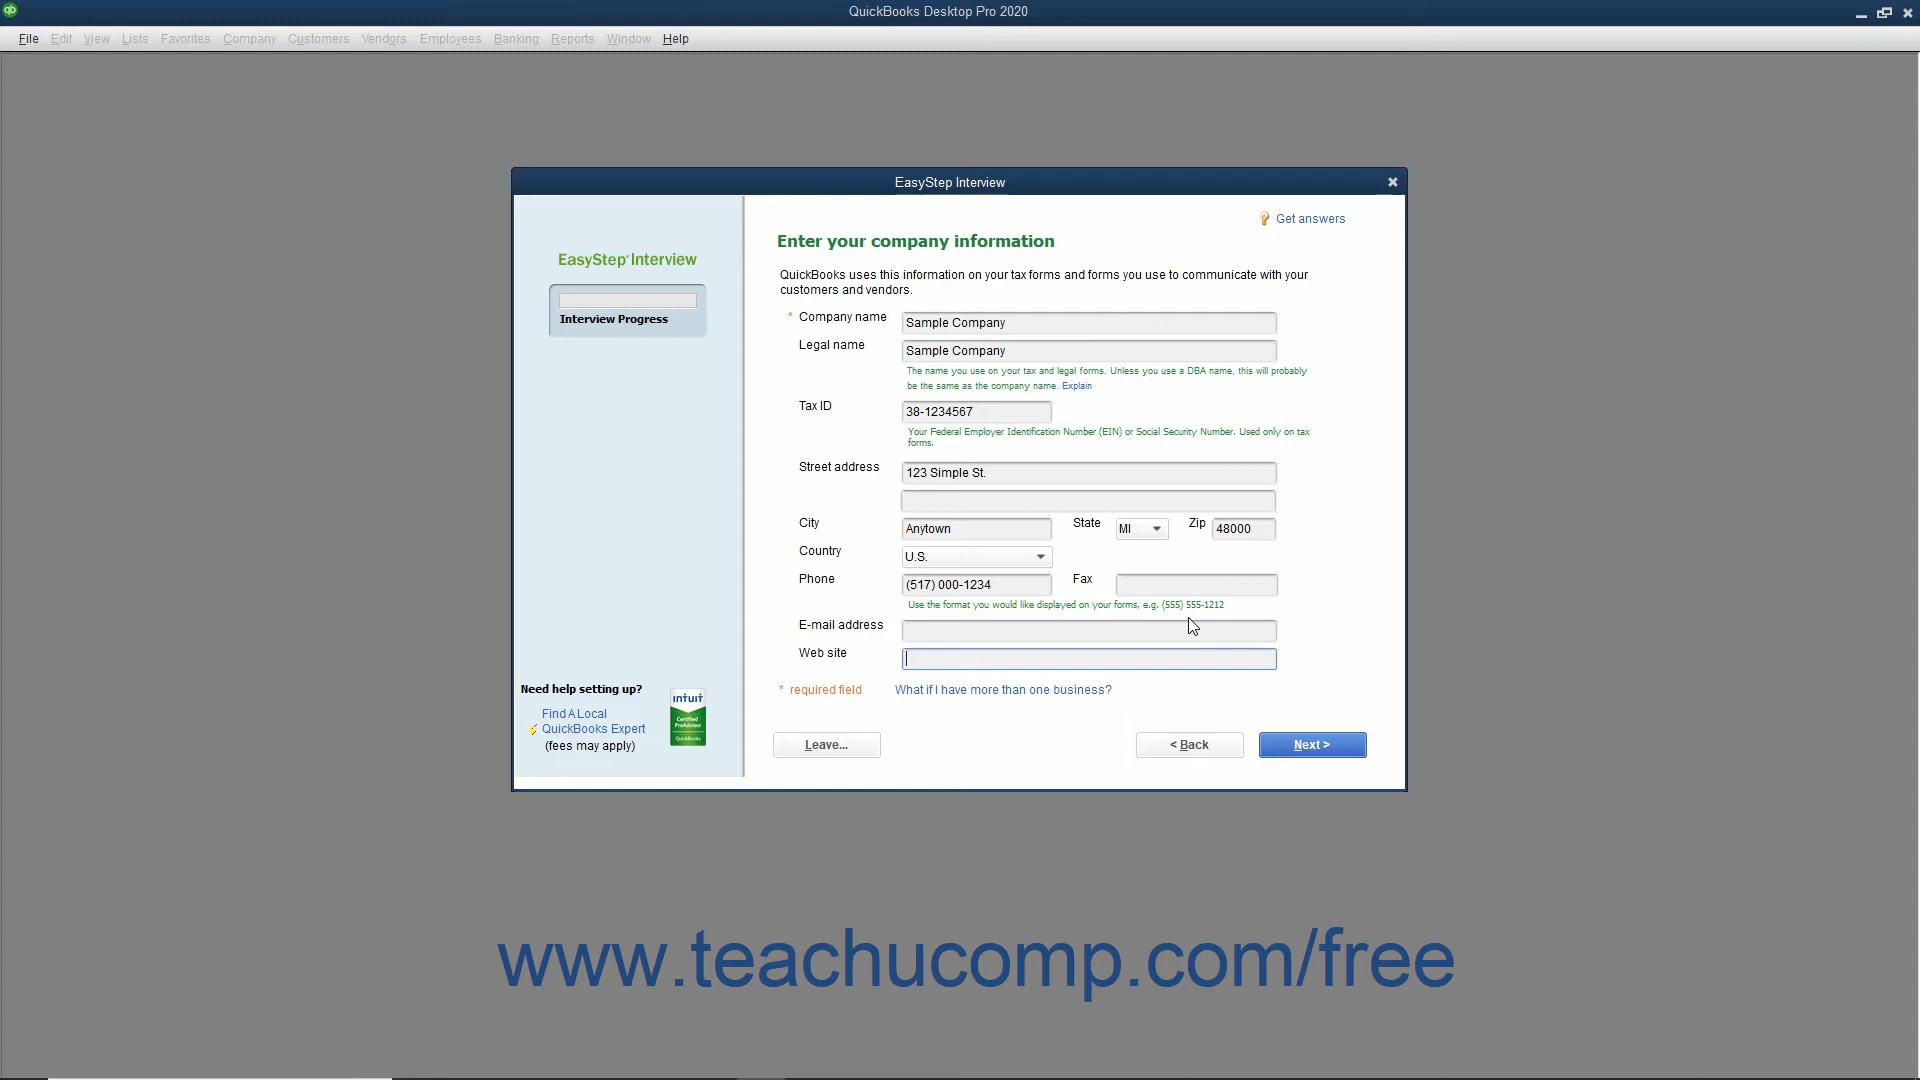 QuickBooks Desktop Pro 2020
File Edit View Lists Favorites Company Customers Vendors Employees Banking Reports Window Help
EasyStep Interview
Get answers
EasyStep Interview
Interview Progress
Enter your company information
QuickBooks uses this information on your tax forms and forms you use to communicate with your
customers and vendors.
* Company name Sample Company
Legal name Sample Company
The name you use on your tax and legal forms. Unless you use a DBA name, this will probably
be the same as the company name. Explain
Tax ID 38-1234567
Your Federal Employer Identification Number (EIN) or Social Security Number. Used only on tax
forms.
Street address 123 Simple St.
City Anytown State MI Zip 48000
Country U.S.
Phone (517) 000-1234 Fax
Use the format you would like displayed on your forms, e.g. (555) 555-1212
E-mail address
Web site
* required field What if I have more than one business?
Need help setting up?
Find A Local
QuickBooks Expert
(fees may apply)
intuit
Certified
ProAdvisor
QuickBooks
Leave... < Back Next >
www.teachucomp.com/free